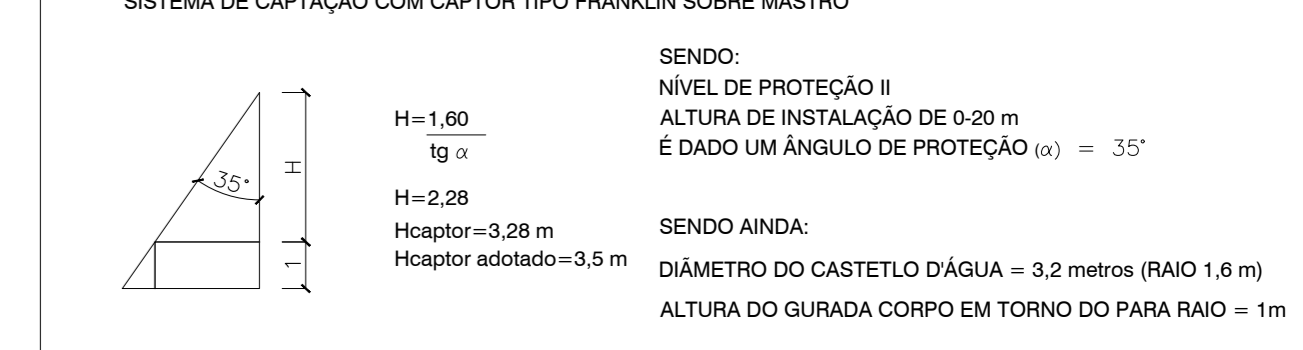 SISTEMA DE CAPTAÇÃO COM CAPTOR TIPO FRANKLIN SOBRE MASTRO
35°
H
1
H=1,60
tg α
H=2,28
Hcaptor=3,28 m
Hcaptor adotado=3,5 m
SENDO:
NÍVEL DE PROTEÇÃO II
ALTURA DE INSTALAÇÃO DE 0-20 m
É DADO UM ÂNGULO DE PROTEÇÃO (α) = 35°
SENDO AINDA:
DIÃMETRO DO CASTETLO D'ÁGUA = 3,2 metros (RAIO 1,6 m)
ALTURA DO GURADA CORPO EM TORNO DO PARA RAIO = 1m